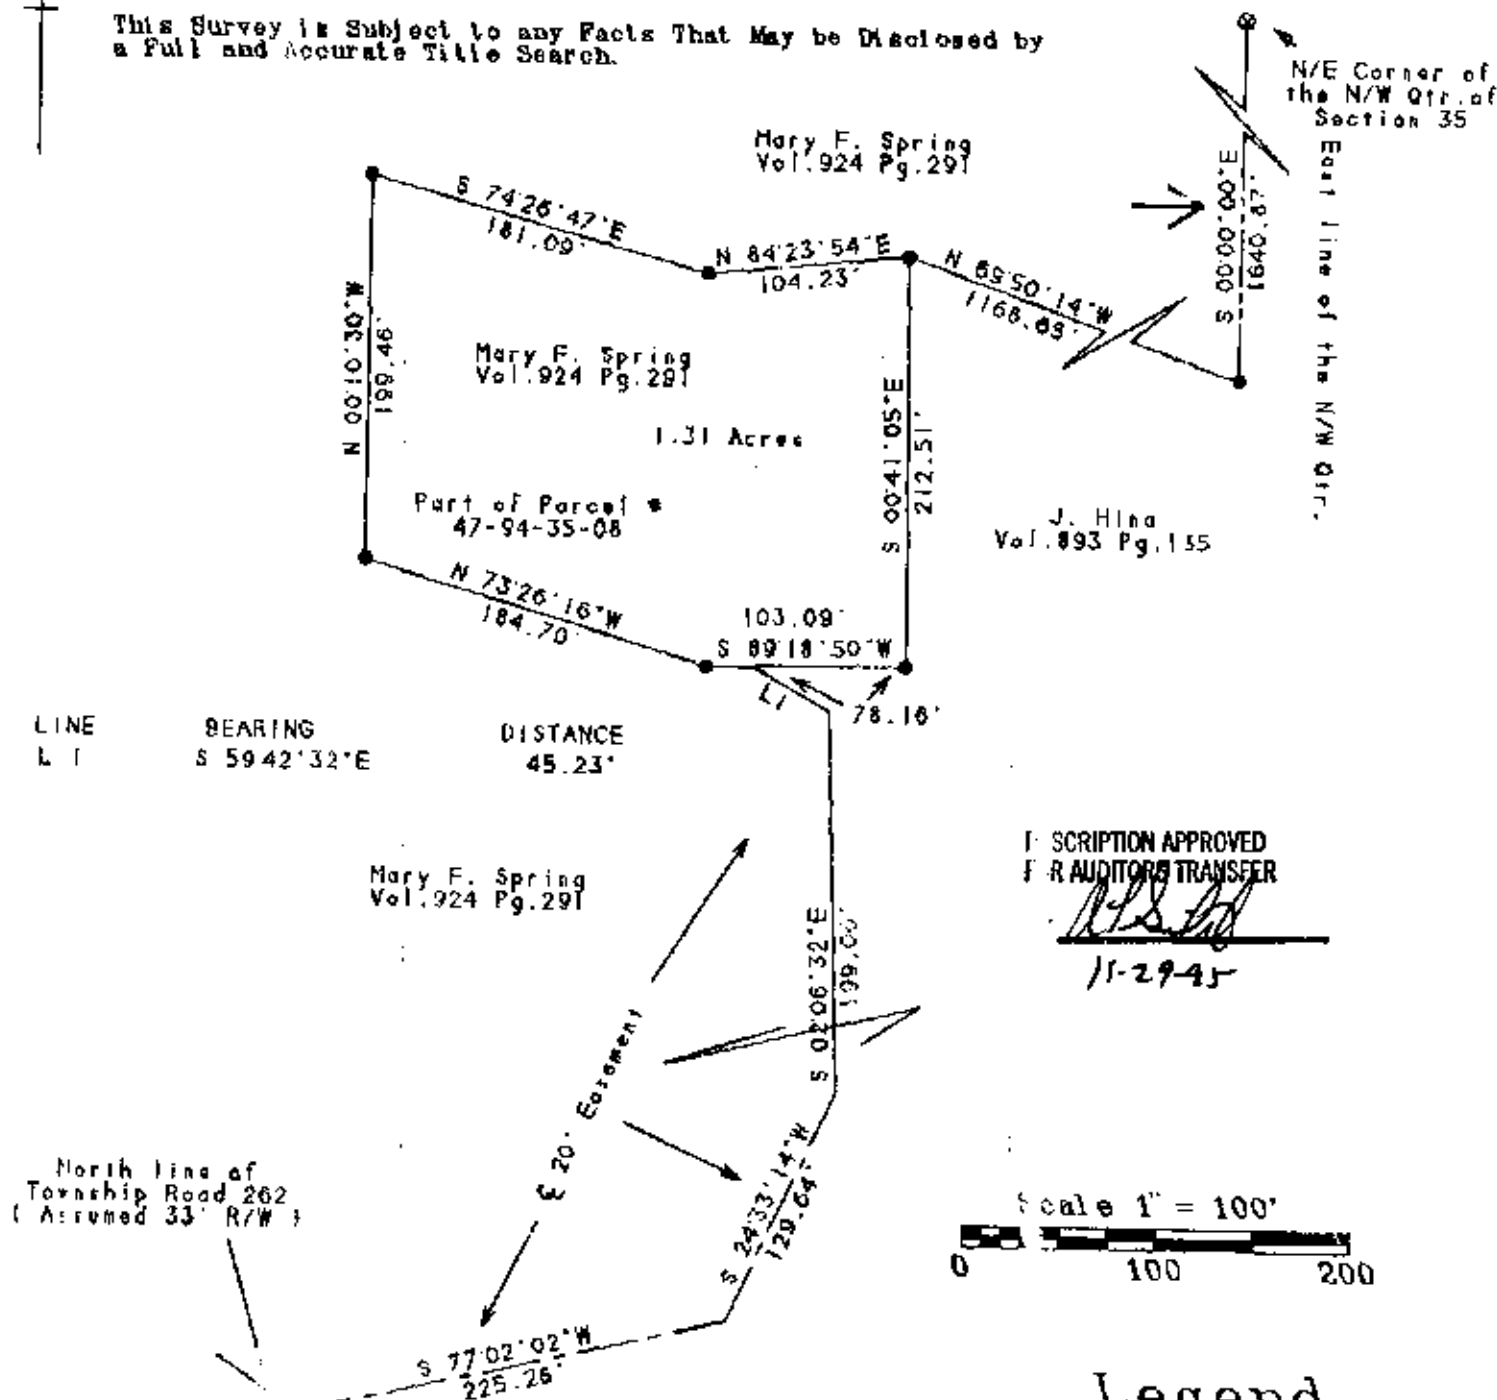 This Survey is Subject to any Facts That May be Disclosed by
a Full and Accurate Title Search.
N/E Corner of
the N/W Qtr. of
Section 35
East line of the N/W Qtr.
S 00°00'00"E
1640.87'
Mary F. Spring
Vol.924 Pg.291
S 74°26'47"E
181.09'
N 84°23'54"E
104.23'
N 69°50'14"W
1168.63'
N 00°01'30"W
199.46'
Mary F. Spring
Vol.924 Pg.291
1.31 Acres
S 00°41'05"E
212.51'
Part of Parcel #
47-94-35-08
J. Hina
Vol.893 Pg.155
N 73°26'16"W
184.70'
103.09'
S 89°18'50"W
L1
78.16'
LINE BEARING DISTANCE
L 1 S 59°42'32"E 45.23'
Mary F. Spring
Vol.924 Pg.291
SCRIPTION APPROVED
R AUDITORS TRANSFER
S 02°06'32"E
199.00'
20' Easement
S 24°33'14"W
129.64'
North line of
Township Road 262
( Assumed 33' R/W )
Scale 1" = 100'
0 100 200
S 77°02'02"W
225.26'
Legend